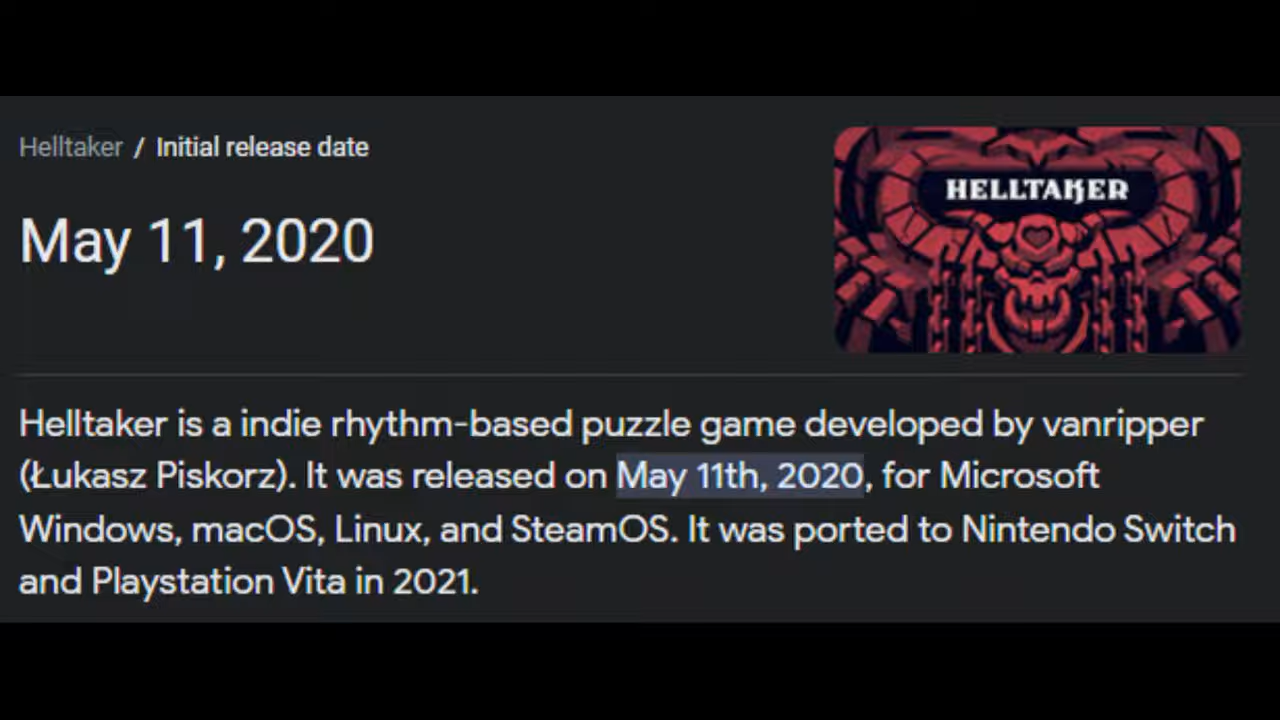 Helltaker / Initial release date
HELLTAKER
May 11, 2020
Helltaker is a indie rhythm-based puzzle game developed by vanripper
(Łukasz Piskorz). It was released on May 11th, 2020, for Microsoft
Windows, macOS, Linux, and SteamOS. It was ported to Nintendo Switch
and Playstation Vita in 2021.